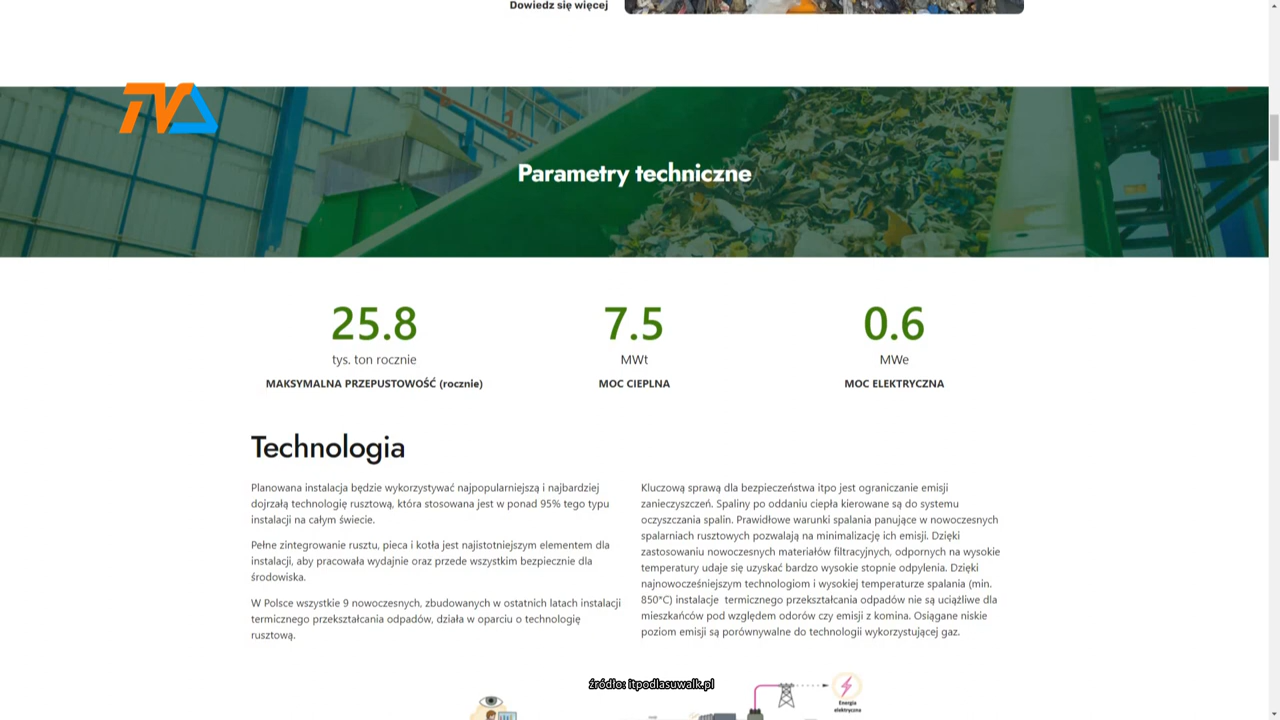 Dowiedz się więcej
TVA
Parametry techniczne
25.8
tys. ton rocznie
MAKSYMALNA PRZEPUSTOWOŚĆ (rocznie)
7.5
MWt
MOC CIEPLNA
0.6
MWe
MOC ELEKTRYCZNA
Technologia
Planowana instalacja będzie wykorzystywać najpopularniejszą i najbardziej
dojrzałą technologię rusztową, która stosowana jest w ponad 95% tego typu
instalacji na całym świecie.
Pełne zintegrowanie rusztu, pieca i kotła jest najistotniejszym elementem dla
instalacji, aby pracowała wydajnie oraz przede wszystkim bezpiecznie dla
środowiska.
W Polsce wszystkie 9 nowoczesnych, zbudowanych w ostatnich latach instalacji
termicznego przekształcania odpadów, działa w oparciu o technologię
rusztową.
Kluczową sprawą dla bezpieczeństwa itpo jest ograniczanie emisji
zanieczyszczeń. Spaliny po oddaniu ciepła kierowane są do systemu
oczyszczania spalin. Prawidłowe warunki spalania panujące w nowoczesnych
spalarniach rusztowych pozwalają na minimalizację ich emisji. Dzięki
zastosowaniu nowoczesnych materiałów filtracyjnych, odpornych na wysokie
temperatury udaje się uzyskać bardzo wysokie stopnie odpylenia. Dzięki
najnowocześniejszym technologiom i wysokiej temperaturze spalania (min.
850°C) instalacje termicznego przekształcania odpadów nie są uciążliwe dla
mieszkańców pod względem odorów czy emisji z komina. Osiągane niskie
poziom emisji są porównywalne do technologii wykorzystującej gaz.
źródło: itpodlasuwalk.pl
Energia
elektryczna